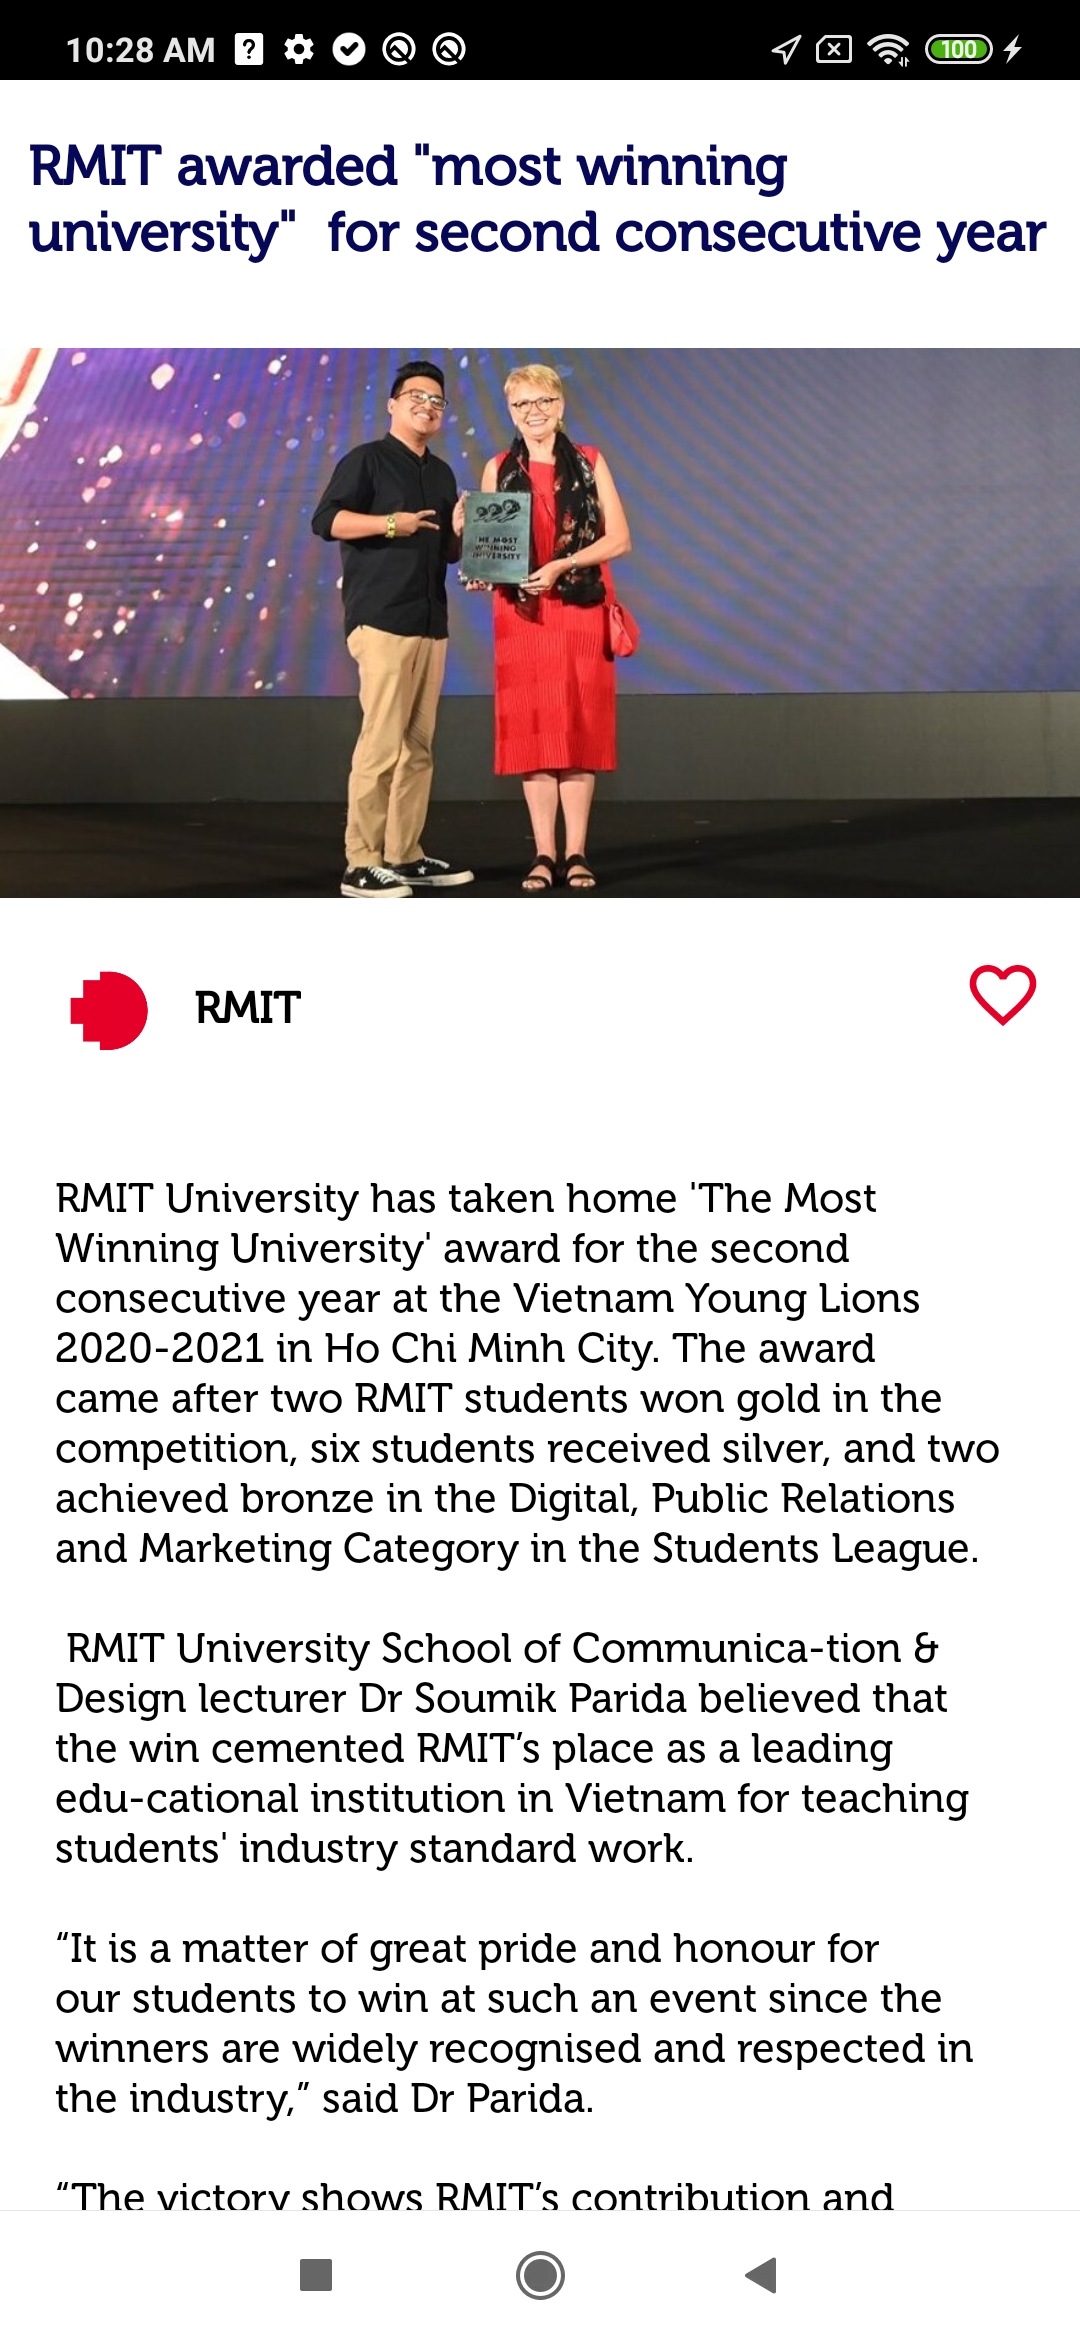 10:28 AM
100
RMIT awarded "most winning
university"  for second consecutive year
THE MOST
WINNING
UNIVERSITY
RMIT
RMIT University has taken home 'The Most
Winning University' award for the second
consecutive year at the Vietnam Young Lions
2020-2021 in Ho Chi Minh City. The award
came after two RMIT students won gold in the
competition, six students received silver, and two
achieved bronze in the Digital, Public Relations
and Marketing Category in the Students League.
RMIT University School of Communica-tion &
Design lecturer Dr Soumik Parida believed that
the win cemented RMIT’s place as a leading
edu-cational institution in Vietnam for teaching
students' industry standard work.
“It is a matter of great pride and honour for
our students to win at such an event since the
winners are widely recognised and respected in
the industry,” said Dr Parida.
“The victory shows RMIT’s contribution and